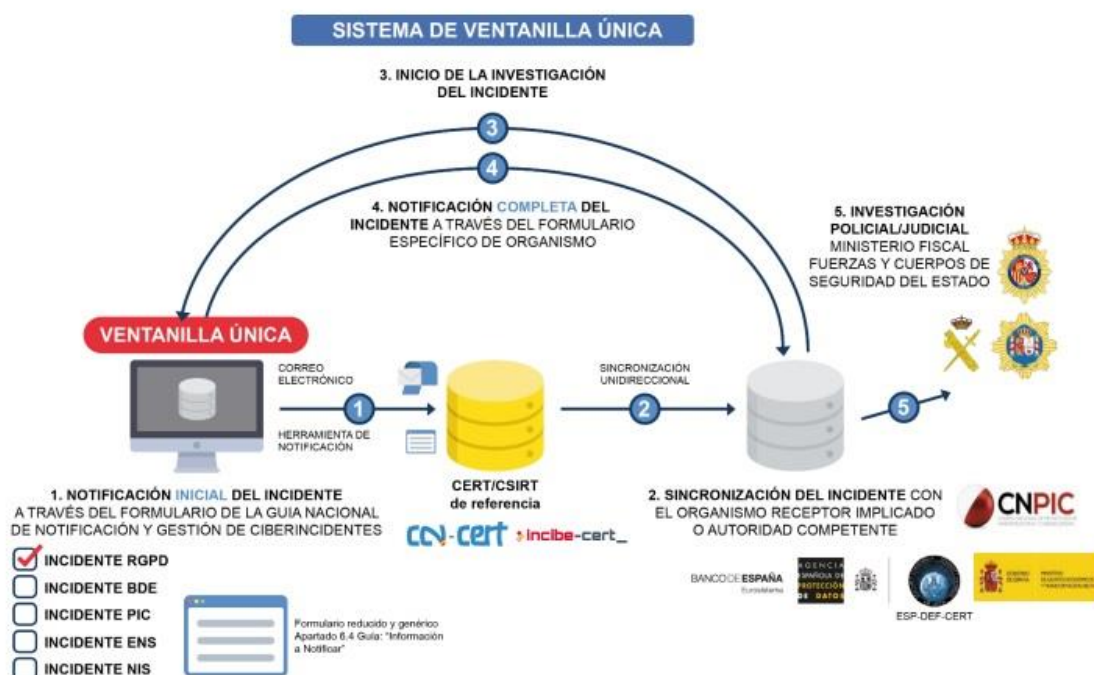 SISTEMA DE VENTANILLA ÚNICA
3. INICIO DE LA INVESTIGACIÓN
DEL INCIDENTE
3
4
4. NOTIFICACIÓN COMPLETA DEL
INCIDENTE A TRAVÉS DEL FORMULARIO
ESPECÍFICO DE ORGANISMO
5. INVESTIGACIÓN
POLICIAL/JUDICIAL
MINISTERIO FISCAL
FUERZAS Y CUERPOS DE
SEGURIDAD DEL ESTADO
VENTANILLA ÚNICA
CORREO
ELECTRÓNICO
1
HERRAMIENTA DE
NOTIFICACIÓN
SINCRONIZACIÓN
UNIDIRECCIONAL
2
5
CERT/CSIRT
de referencia
ccn-cert
incibe-cert_
1. NOTIFICACIÓN INICIAL DEL INCIDENTE
A TRAVÉS DEL FORMULARIO DE LA GUIA NACIONAL
DE NOTIFICACIÓN Y GESTIÓN DE CIBERINCIDENTES
INCIDENTE RGPD
INCIDENTE BDE
INCIDENTE PIC
INCIDENTE ENS
INCIDENTE NIS
Formulario reducido y genérico
Apartado 6.4 Guía: "Información
a Notificar"
2. SINCRONIZACIÓN DEL INCIDENTE CON
EL ORGANISMO RECEPTOR IMPLICADO
O AUTORIDAD COMPETENTE
CNPIC
BANCO DE ESPAÑA
Eurosistema
AGENCIA
ESPAÑOLA DE
PROTECCIÓN
DE DATOS
ESP-DEF-CERT
GOBIERNO
DE ESPAÑA
MINISTERIO